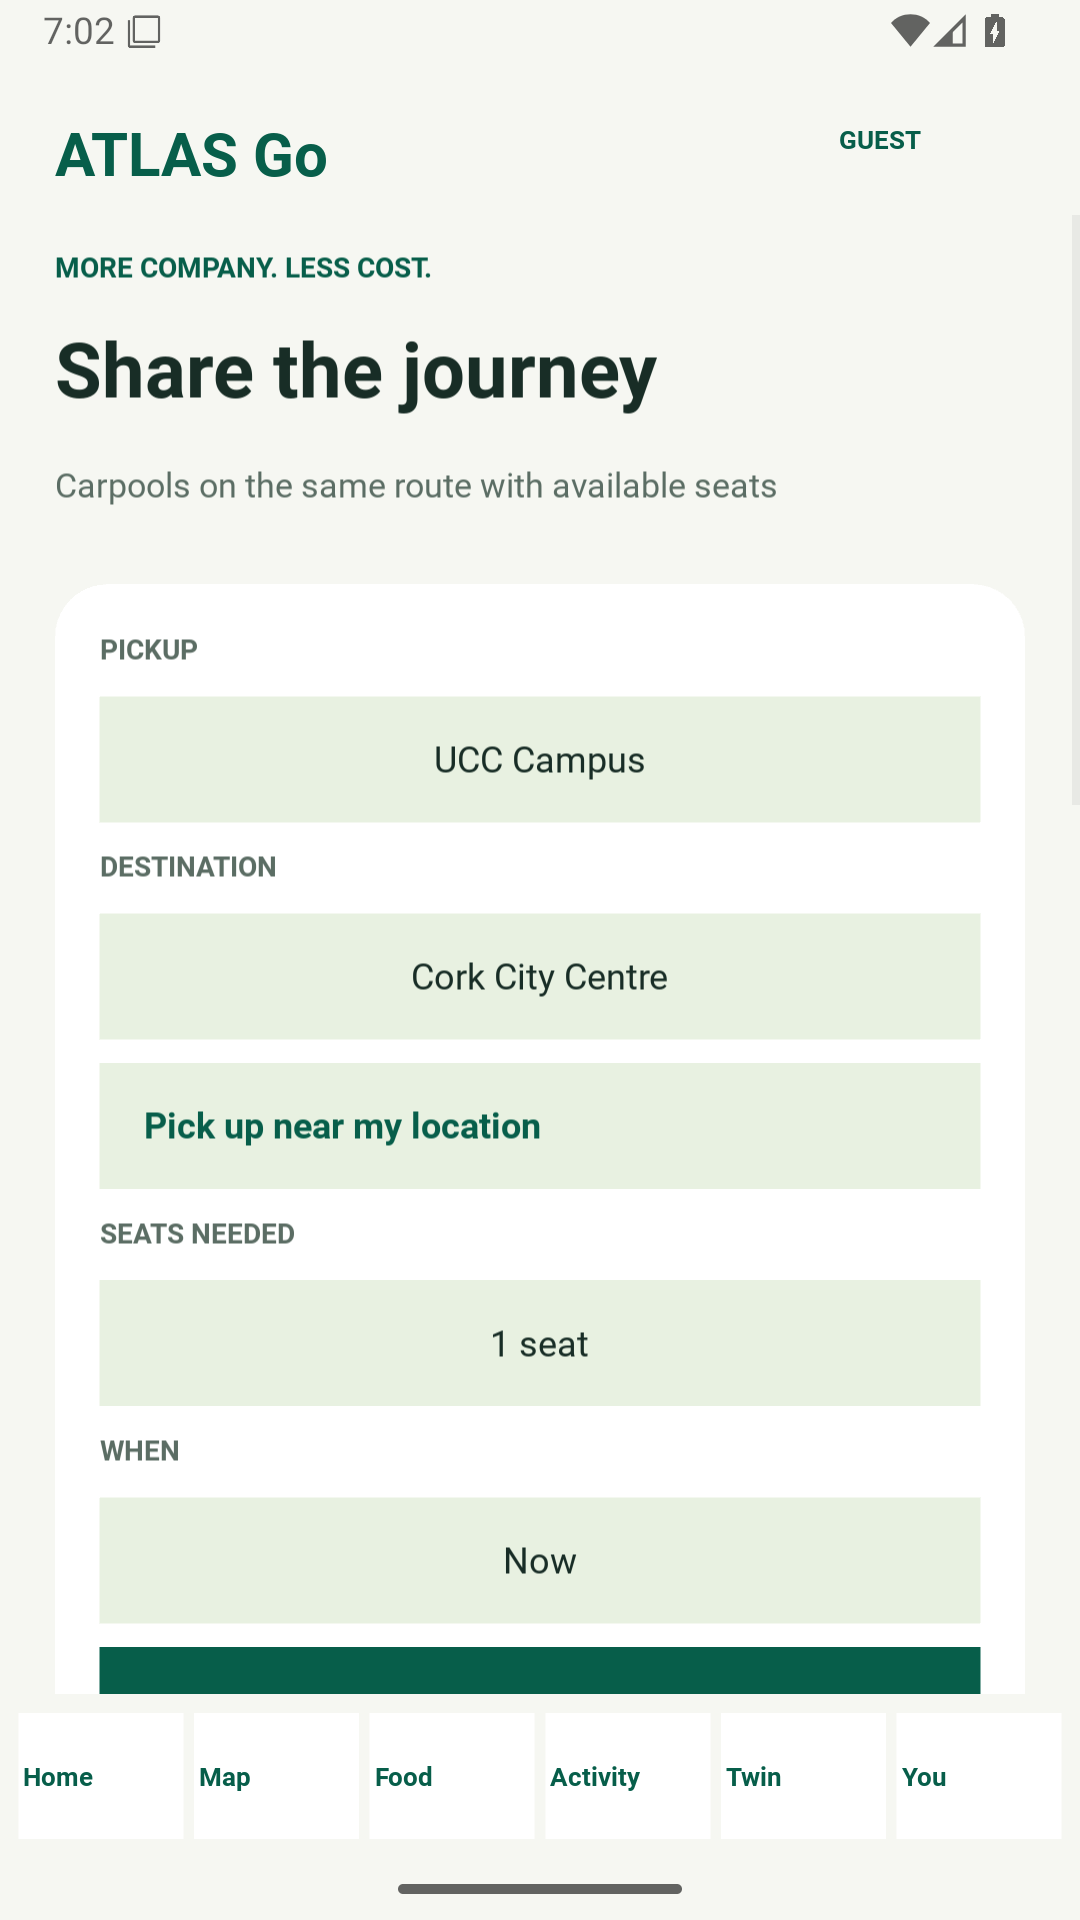 7:02
ATLAS Go
GUEST
MORE COMPANY. LESS COST.
Share the journey
Carpools on the same route with available seats
PICKUP
UCC Campus
DESTINATION
Cork City Centre
Pick up near my location
SEATS NEEDED
1 seat
WHEN
Now
Home
Map
Food
Activity
Twin
You